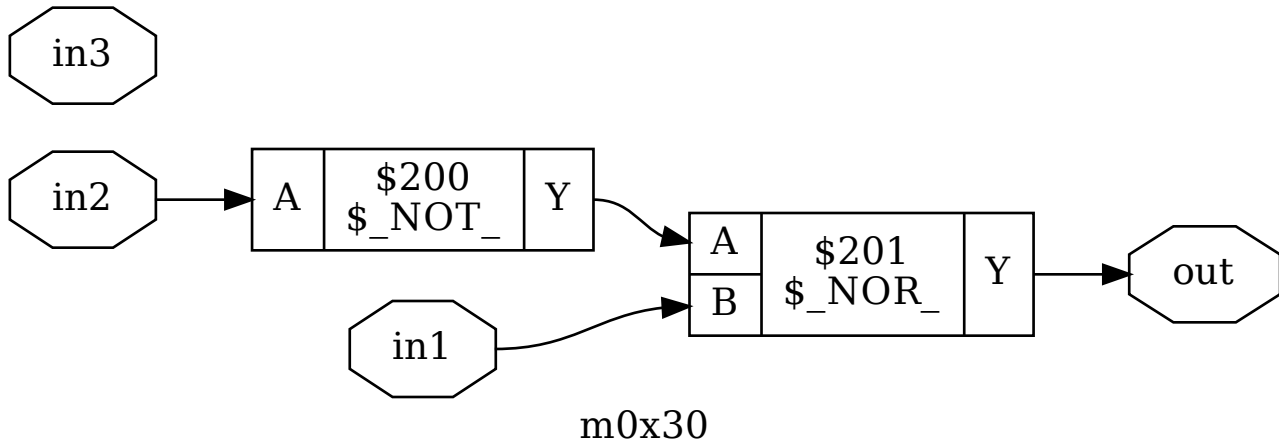 in3
in2
A
$200
$_NOT_
Y
in1
A
B
$201
$_NOR_
Y
out
m0x30